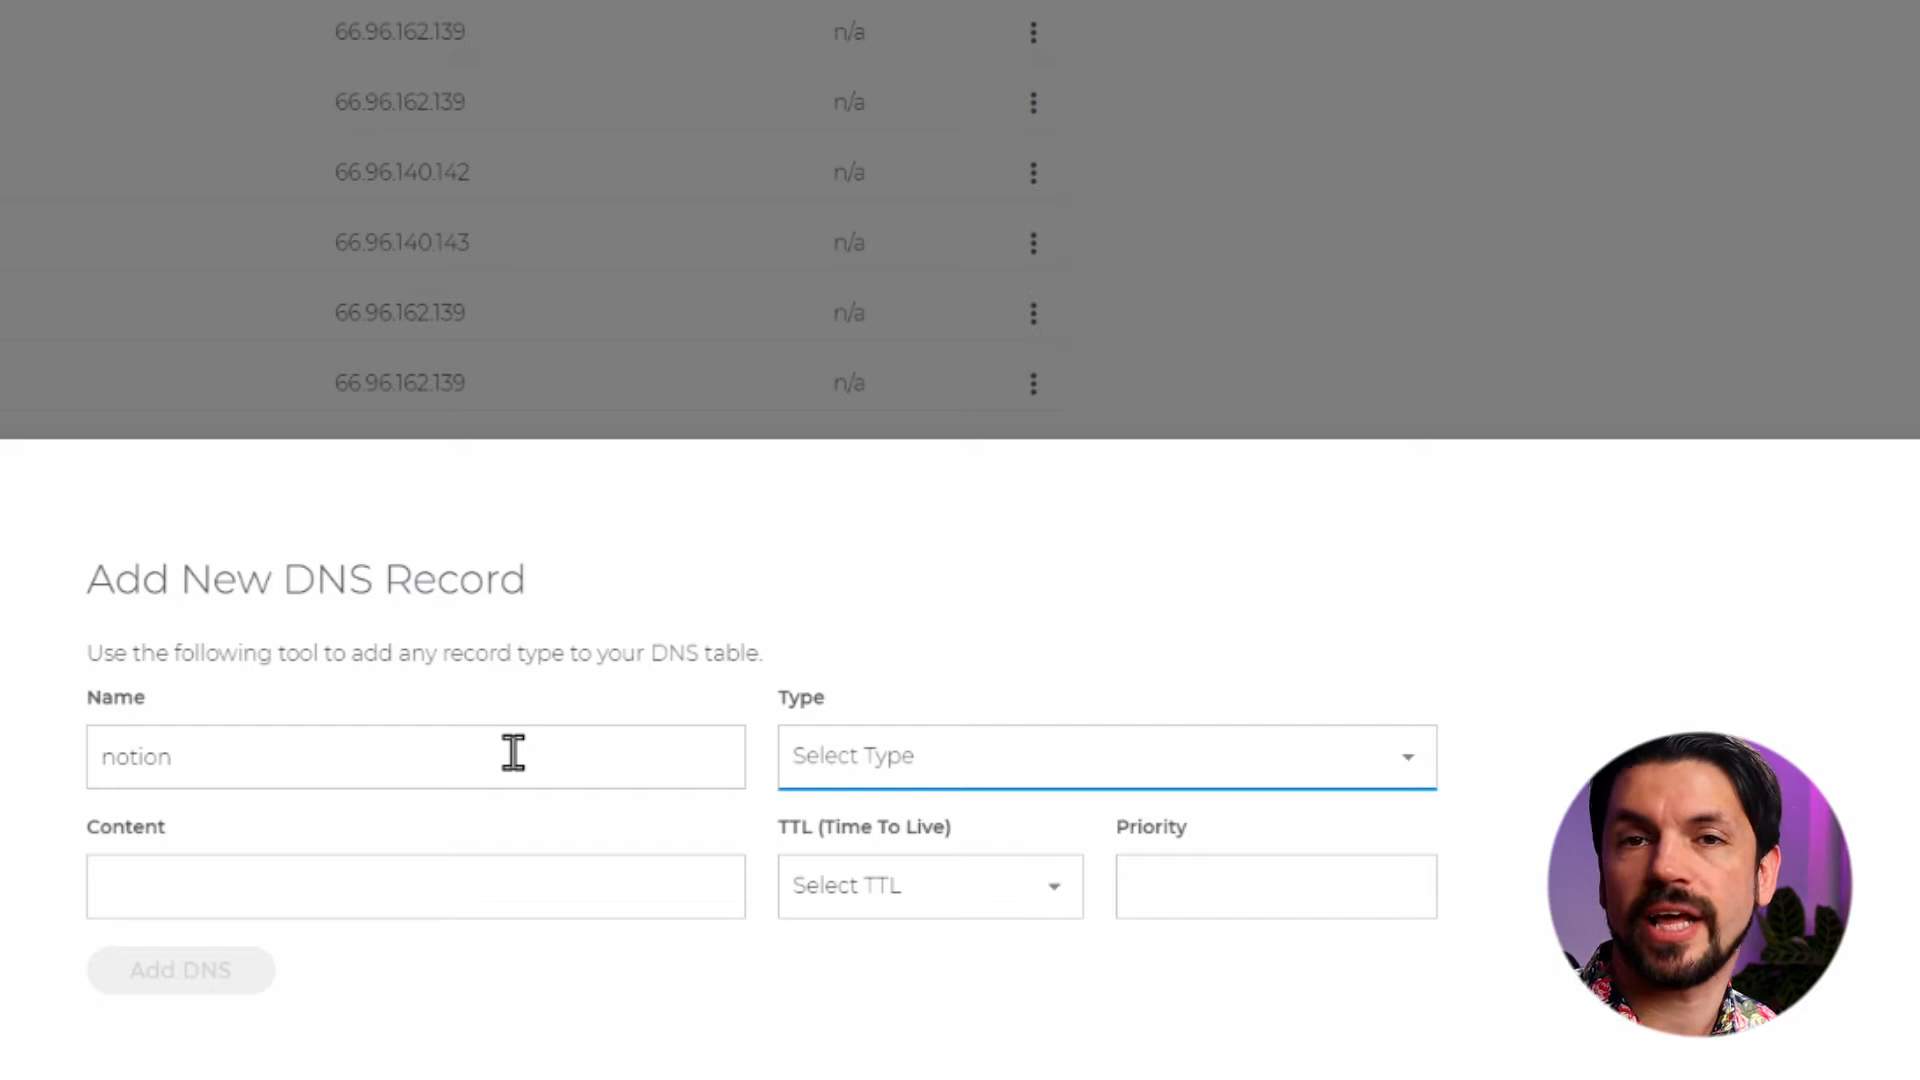 66.96.162.139 n/a
66.96.162.139 n/a
66.96.140.142 n/a
66.96.140.143 n/a
66.96.162.139 n/a
66.96.162.139 n/a
Add New DNS Record
Use the following tool to add any record type to your DNS table.
Name Type
notion Select Type
Content TTL (Time To Live) Priority
Select TTL
Add DNS